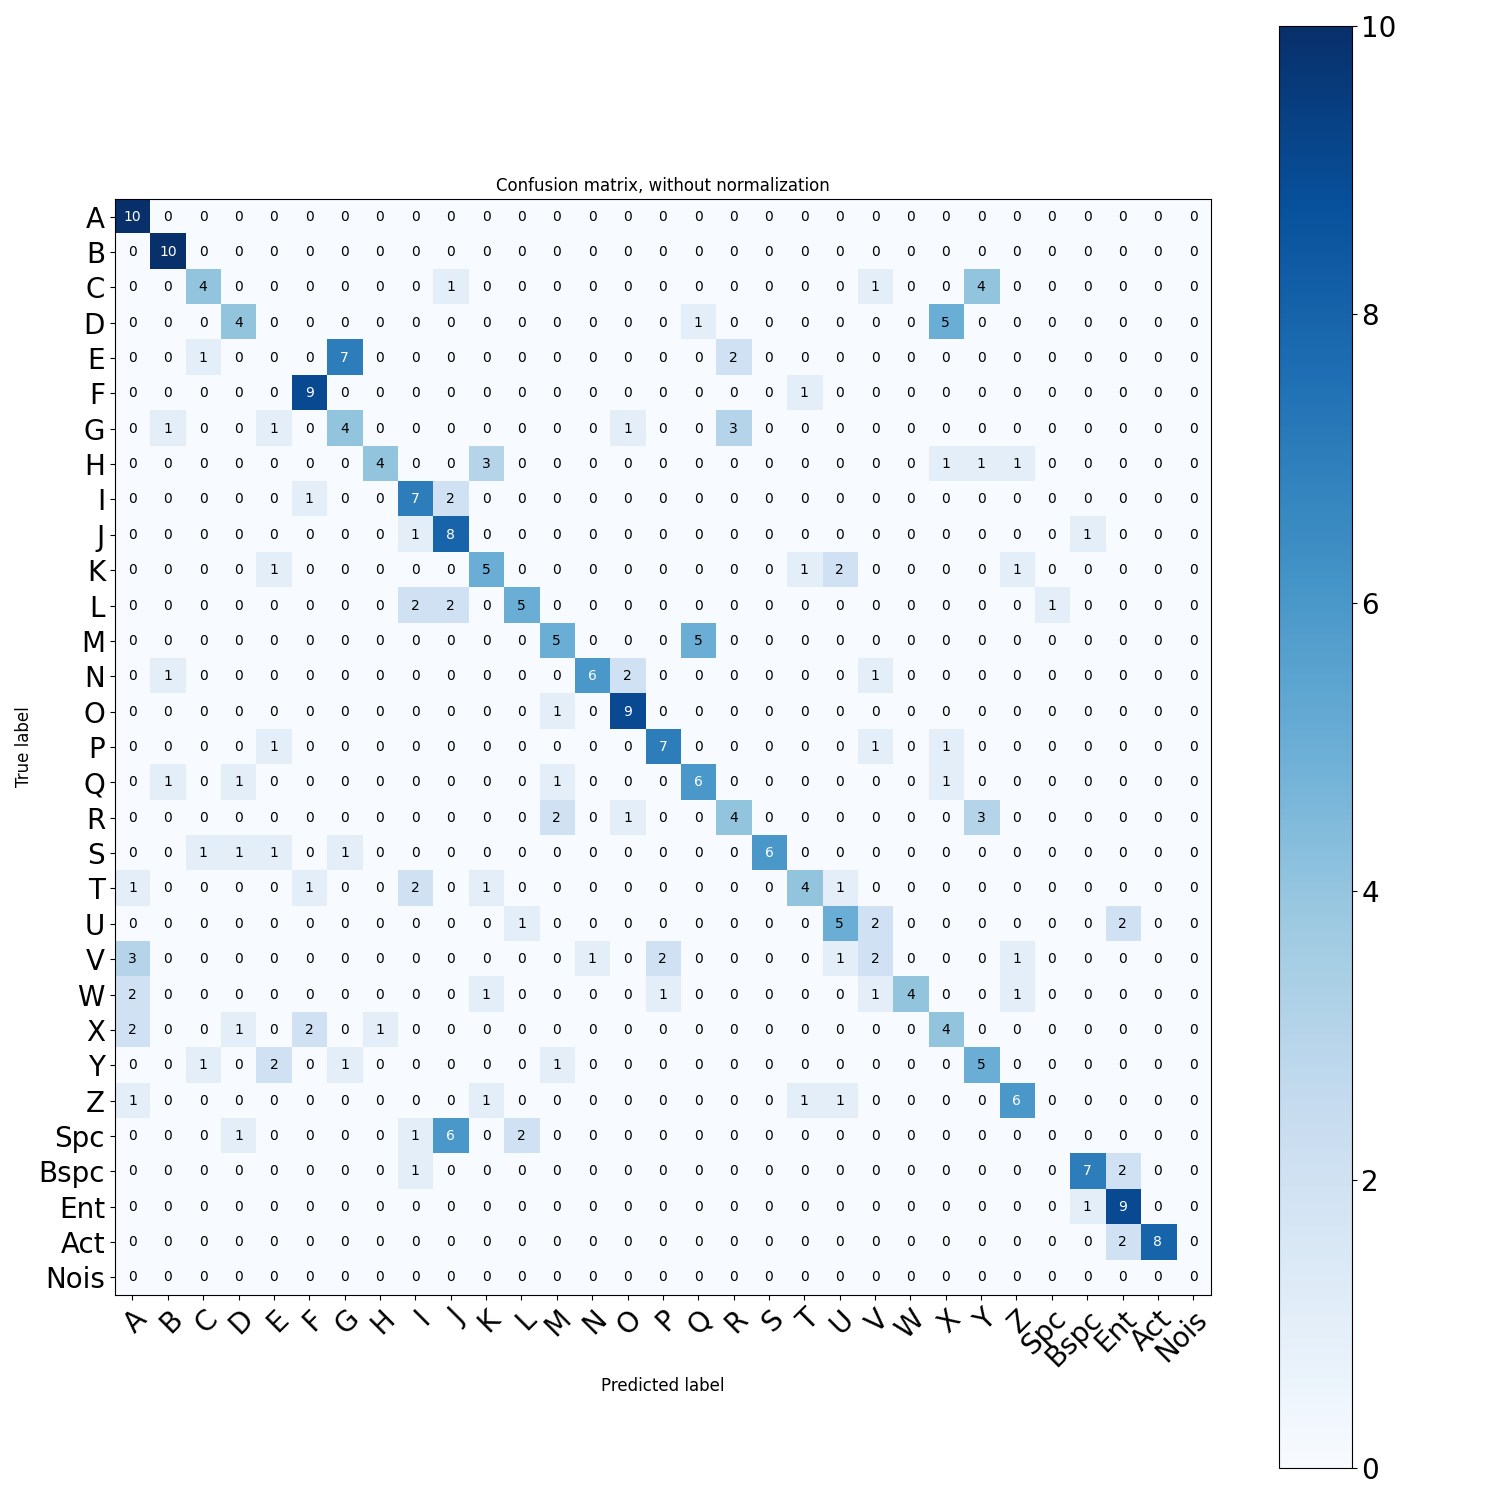 Confusion matrix, without normalization
A 10 0 0 0 0 0 0 0 0 0 0 0 0 0 0 0 0 0 0 0 0 0 0 0 0 0 0 0 0 0 0
B 0 10 0 0 0 0 0 0 0 0 0 0 0 0 0 0 0 0 0 0 0 0 0 0 0 0 0 0 0 0 0
C 0 0 4 0 0 0 0 0 0 1 0 0 0 0 0 0 0 0 0 0 0 1 0 0 4 0 0 0 0 0 0
D 0 0 0 4 0 0 0 0 0 0 0 0 0 0 0 0 1 0 0 0 0 0 0 5 0 0 0 0 0 0 0
E 0 0 1 0 0 0 7 0 0 0 0 0 0 0 0 0 0 2 0 0 0 0 0 0 0 0 0 0 0 0 0
F 0 0 0 0 0 9 0 0 0 0 0 0 0 0 0 0 0 0 0 1 0 0 0 0 0 0 0 0 0 0 0
G 0 1 0 0 1 0 4 0 0 0 0 0 0 0 1 0 0 3 0 0 0 0 0 0 0 0 0 0 0 0 0
H 0 0 0 0 0 0 0 4 0 0 3 0 0 0 0 0 0 0 0 0 0 0 0 1 1 1 0 0 0 0 0
I 0 0 0 0 0 1 0 0 7 2 0 0 0 0 0 0 0 0 0 0 0 0 0 0 0 0 0 0 0 0 0
J 0 0 0 0 0 0 0 0 1 8 0 0 0 0 0 0 0 0 0 0 0 0 0 0 0 0 0 1 0 0 0
K 0 0 0 0 1 0 0 0 0 0 5 0 0 0 0 0 0 0 0 1 2 0 0 0 0 1 0 0 0 0 0
L 0 0 0 0 0 0 0 0 2 2 0 5 0 0 0 0 0 0 0 0 0 0 0 0 0 0 1 0 0 0 0
M 0 0 0 0 0 0 0 0 0 0 0 0 5 0 0 0 5 0 0 0 0 0 0 0 0 0 0 0 0 0 0
N 0 1 0 0 0 0 0 0 0 0 0 0 0 6 2 0 0 0 0 0 0 1 0 0 0 0 0 0 0 0 0
O 0 0 0 0 0 0 0 0 0 0 0 0 1 0 9 0 0 0 0 0 0 0 0 0 0 0 0 0 0 0 0
P 0 0 0 0 1 0 0 0 0 0 0 0 0 0 0 7 0 0 0 0 0 1 0 1 0 0 0 0 0 0 0
Q 0 1 0 1 0 0 0 0 0 0 0 0 1 0 0 0 6 0 0 0 0 0 0 1 0 0 0 0 0 0 0
R 0 0 0 0 0 0 0 0 0 0 0 0 2 0 1 0 0 4 0 0 0 0 0 0 3 0 0 0 0 0 0
S 0 0 1 1 1 0 1 0 0 0 0 0 0 0 0 0 0 0 6 0 0 0 0 0 0 0 0 0 0 0 0
T 1 0 0 0 0 1 0 0 2 0 1 0 0 0 0 0 0 0 0 4 1 0 0 0 0 0 0 0 0 0 0
U 0 0 0 0 0 0 0 0 0 0 0 1 0 0 0 0 0 0 0 0 5 2 0 0 0 0 0 0 2 0 0
V 3 0 0 0 0 0 0 0 0 0 0 0 0 1 0 2 0 0 0 0 1 2 0 0 0 1 0 0 0 0 0
W 2 0 0 0 0 0 0 0 0 0 1 0 0 0 0 1 0 0 0 0 0 1 4 0 0 1 0 0 0 0 0
X 2 0 0 1 0 2 0 1 0 0 0 0 0 0 0 0 0 0 0 0 0 0 0 4 0 0 0 0 0 0 0
Y 0 0 1 0 2 0 1 0 0 0 0 0 1 0 0 0 0 0 0 0 0 0 0 0 5 0 0 0 0 0 0
Z 1 0 0 0 0 0 0 0 0 0 1 0 0 0 0 0 0 0 0 1 1 0 0 0 0 6 0 0 0 0 0
Spc 0 0 0 1 0 0 0 0 1 6 0 2 0 0 0 0 0 0 0 0 0 0 0 0 0 0 0 0 0 0 0
Bspc 0 0 0 0 0 0 0 0 1 0 0 0 0 0 0 0 0 0 0 0 0 0 0 0 0 0 0 7 2 0 0
Ent 0 0 0 0 0 0 0 0 0 0 0 0 0 0 0 0 0 0 0 0 0 0 0 0 0 0 0 1 9 0 0
Act 0 0 0 0 0 0 0 0 0 0 0 0 0 0 0 0 0 0 0 0 0 0 0 0 0 0 0 0 2 8 0
Nois 0 0 0 0 0 0 0 0 0 0 0 0 0 0 0 0 0 0 0 0 0 0 0 0 0 0 0 0 0 0 0
A B C D E F G H I J K L M N O P Q R S T U V W X Y Z Spc Bspc Ent Act Nois
Predicted label
True label
10
8
6
4
2
0